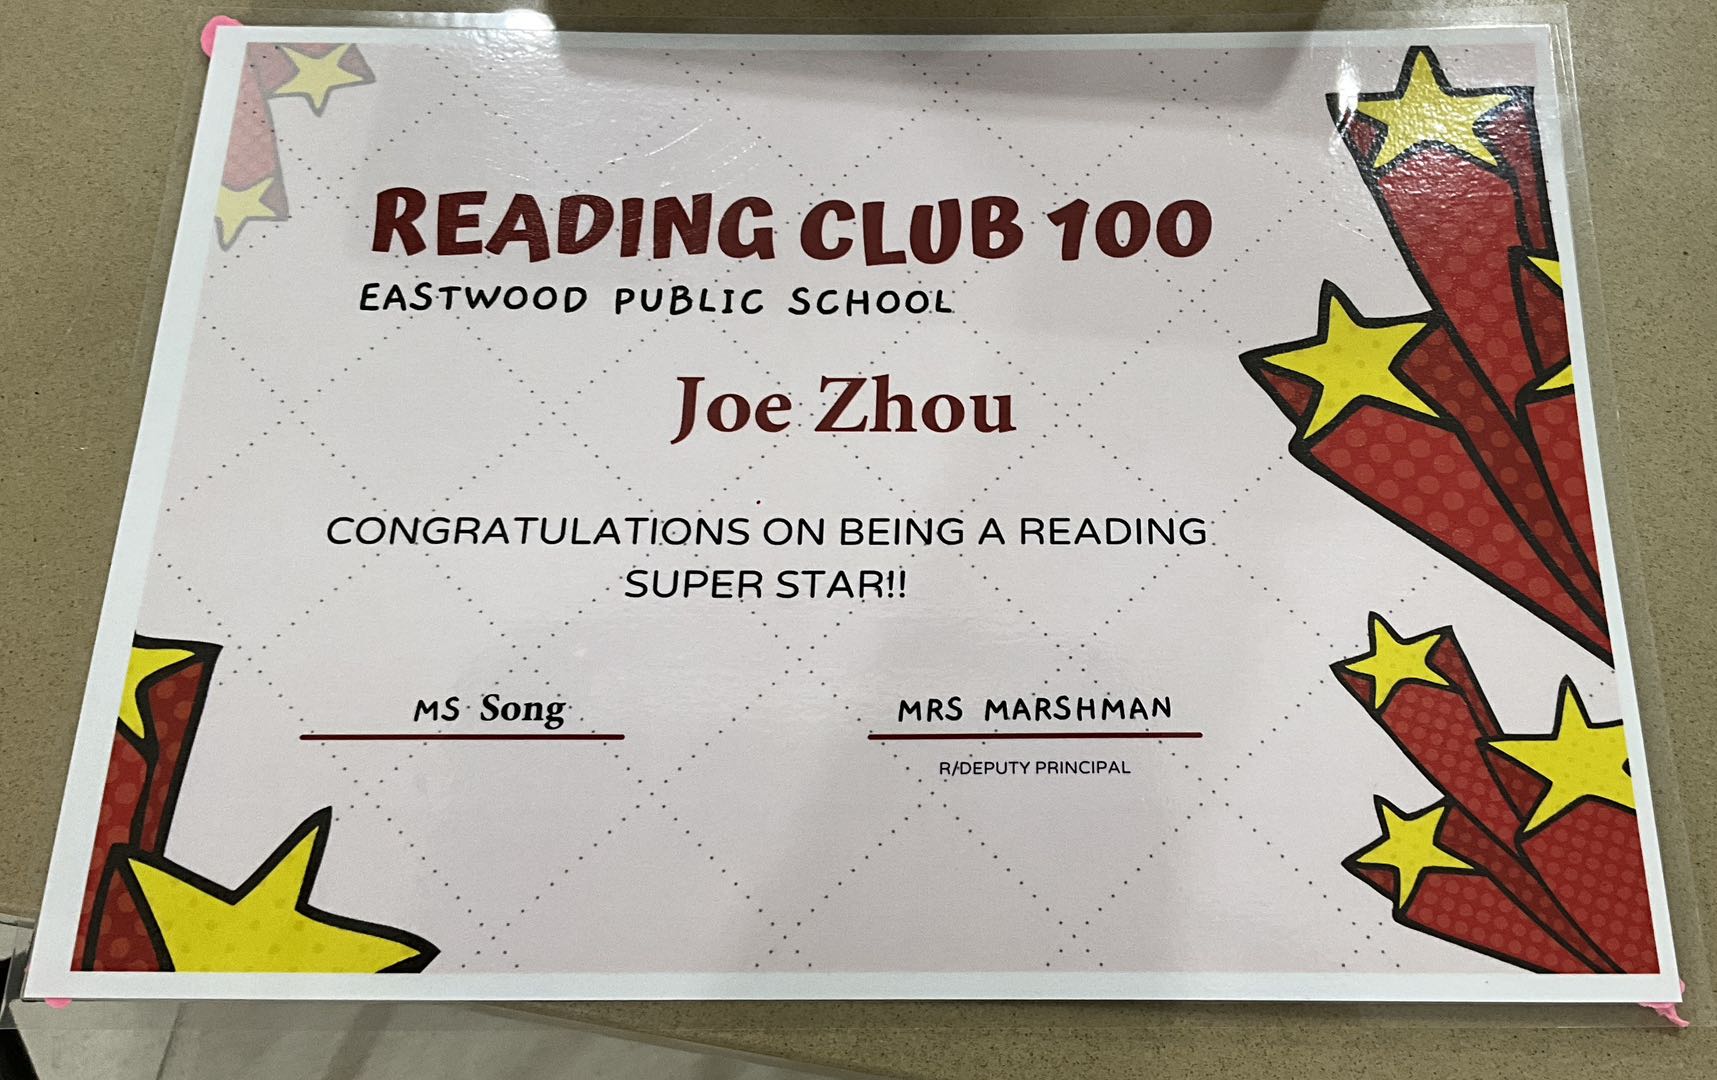 READING CLUB 100
EASTWOOD PUBLIC SCHOOL
Joe Zhou
CONGRATULATIONS ON BEING A READING
SUPER STAR!!
MS Song
MRS MARSHMAN
R/DEPUTY PRINCIPAL